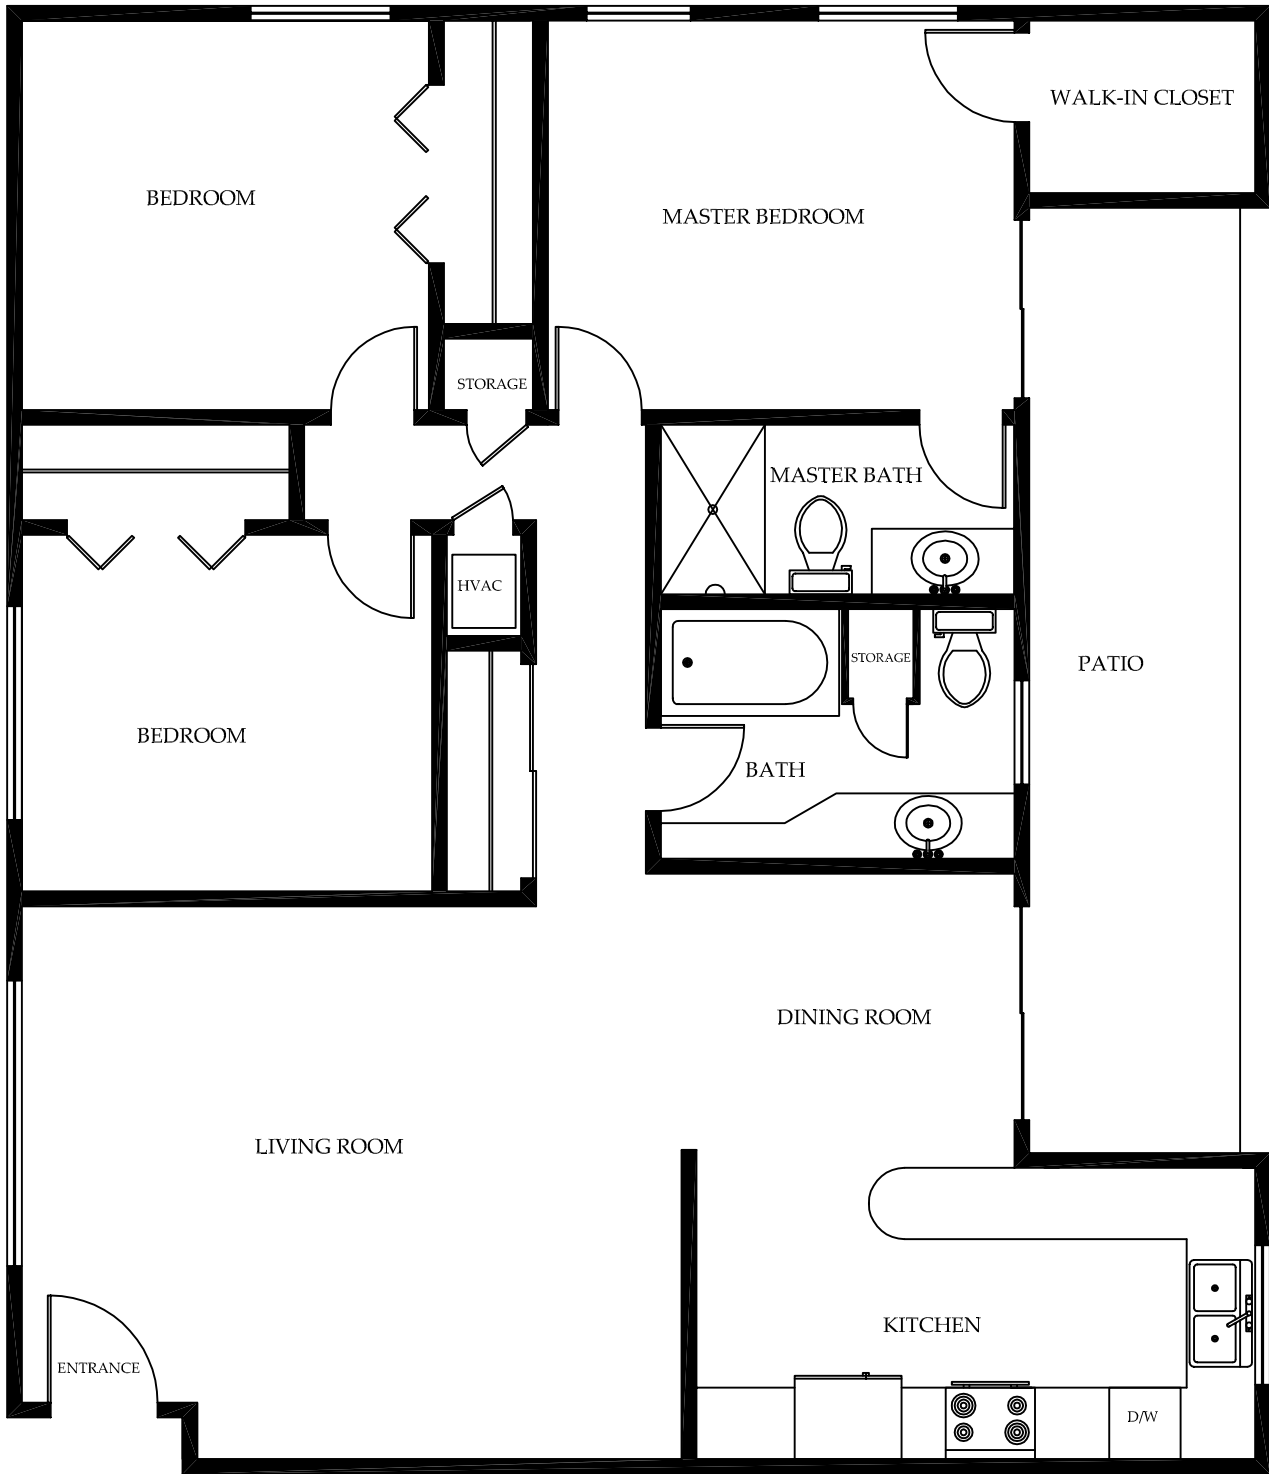 WALK-IN CLOSET
BEDROOM
MASTER BEDROOM
STORAGE
MASTER BATH
HVAC
STORAGE
PATIO
BEDROOM
BATH
DINING ROOM
LIVING ROOM
KITCHEN
ENTRANCE
D/W